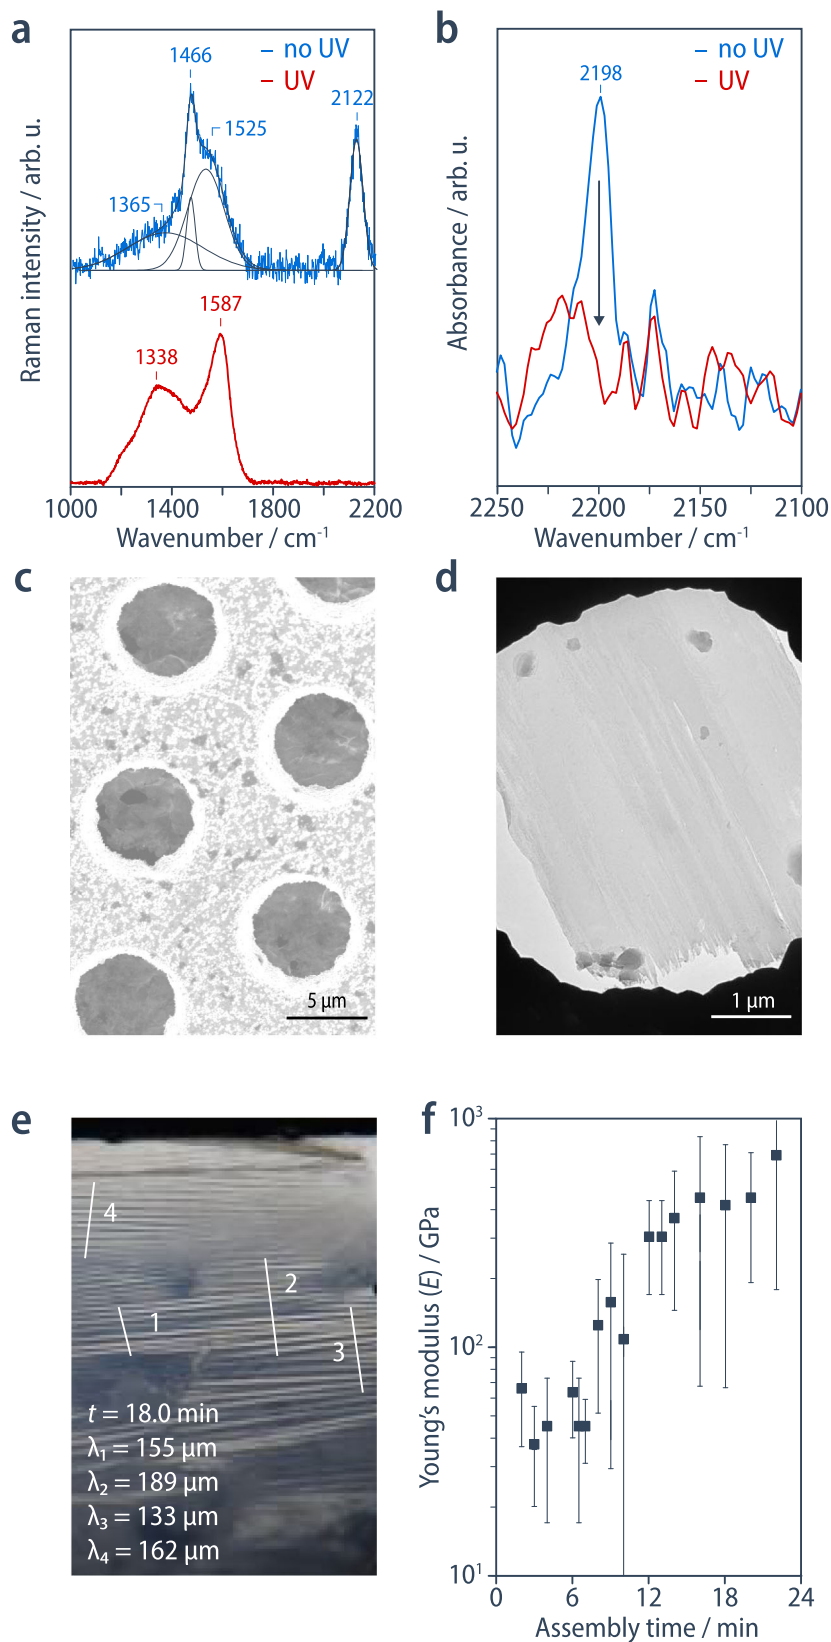 a
no UV
UV
1466
1525
2122
1365
1587
1338
Raman intensity / arb. u.
1000 1400 1800 2200
Wavenumber / cm⁻¹
b
no UV
UV
2198
Absorbance / arb. u.
2250 2200 2150 2100
Wavenumber / cm⁻¹
c
5 µm
d
1 µm
e
4
2
1
3
t = 18.0 min
λ₁ = 155 µm
λ₂ = 189 µm
λ₃ = 133 µm
λ₄ = 162 µm
f
10³
10²
10¹
Young's modulus (E) / GPa
0 6 12 18 24
Assembly time / min